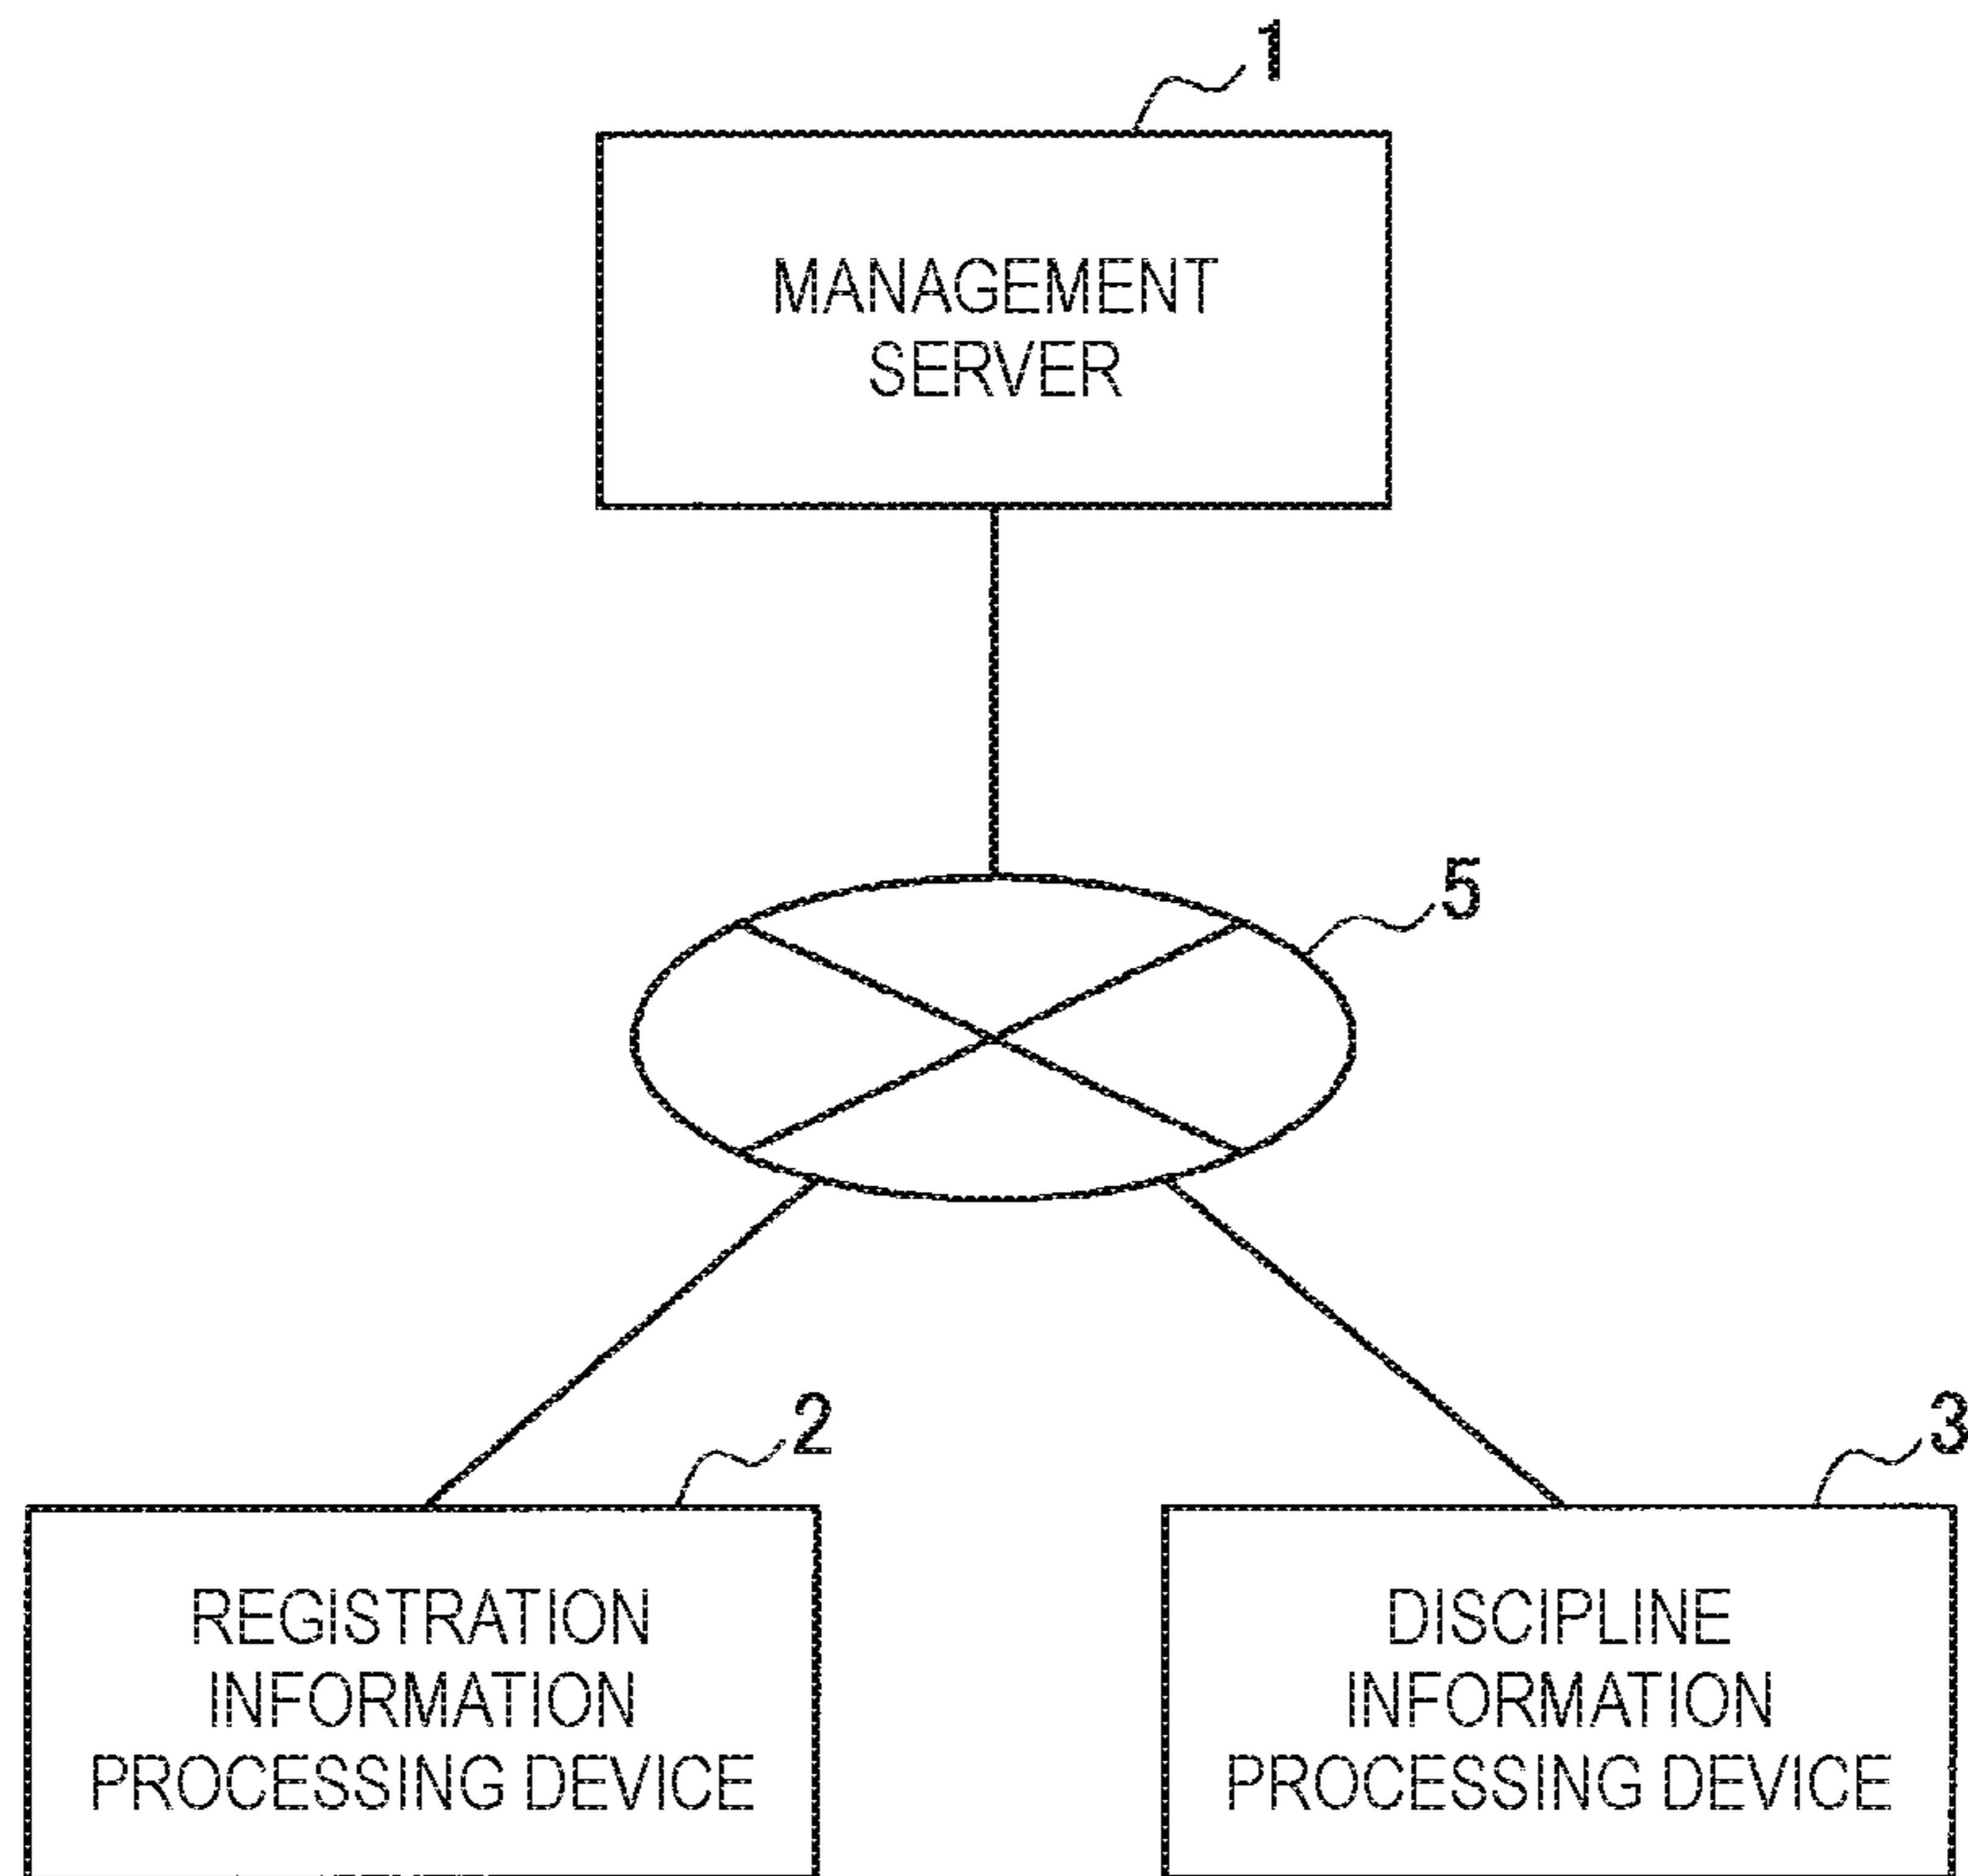 1
MANAGEMENT
SERVER
5
2
3
REGISTRATION
INFORMATION
PROCESSING DEVICE
DISCIPLINE
INFORMATION
PROCESSING DEVICE